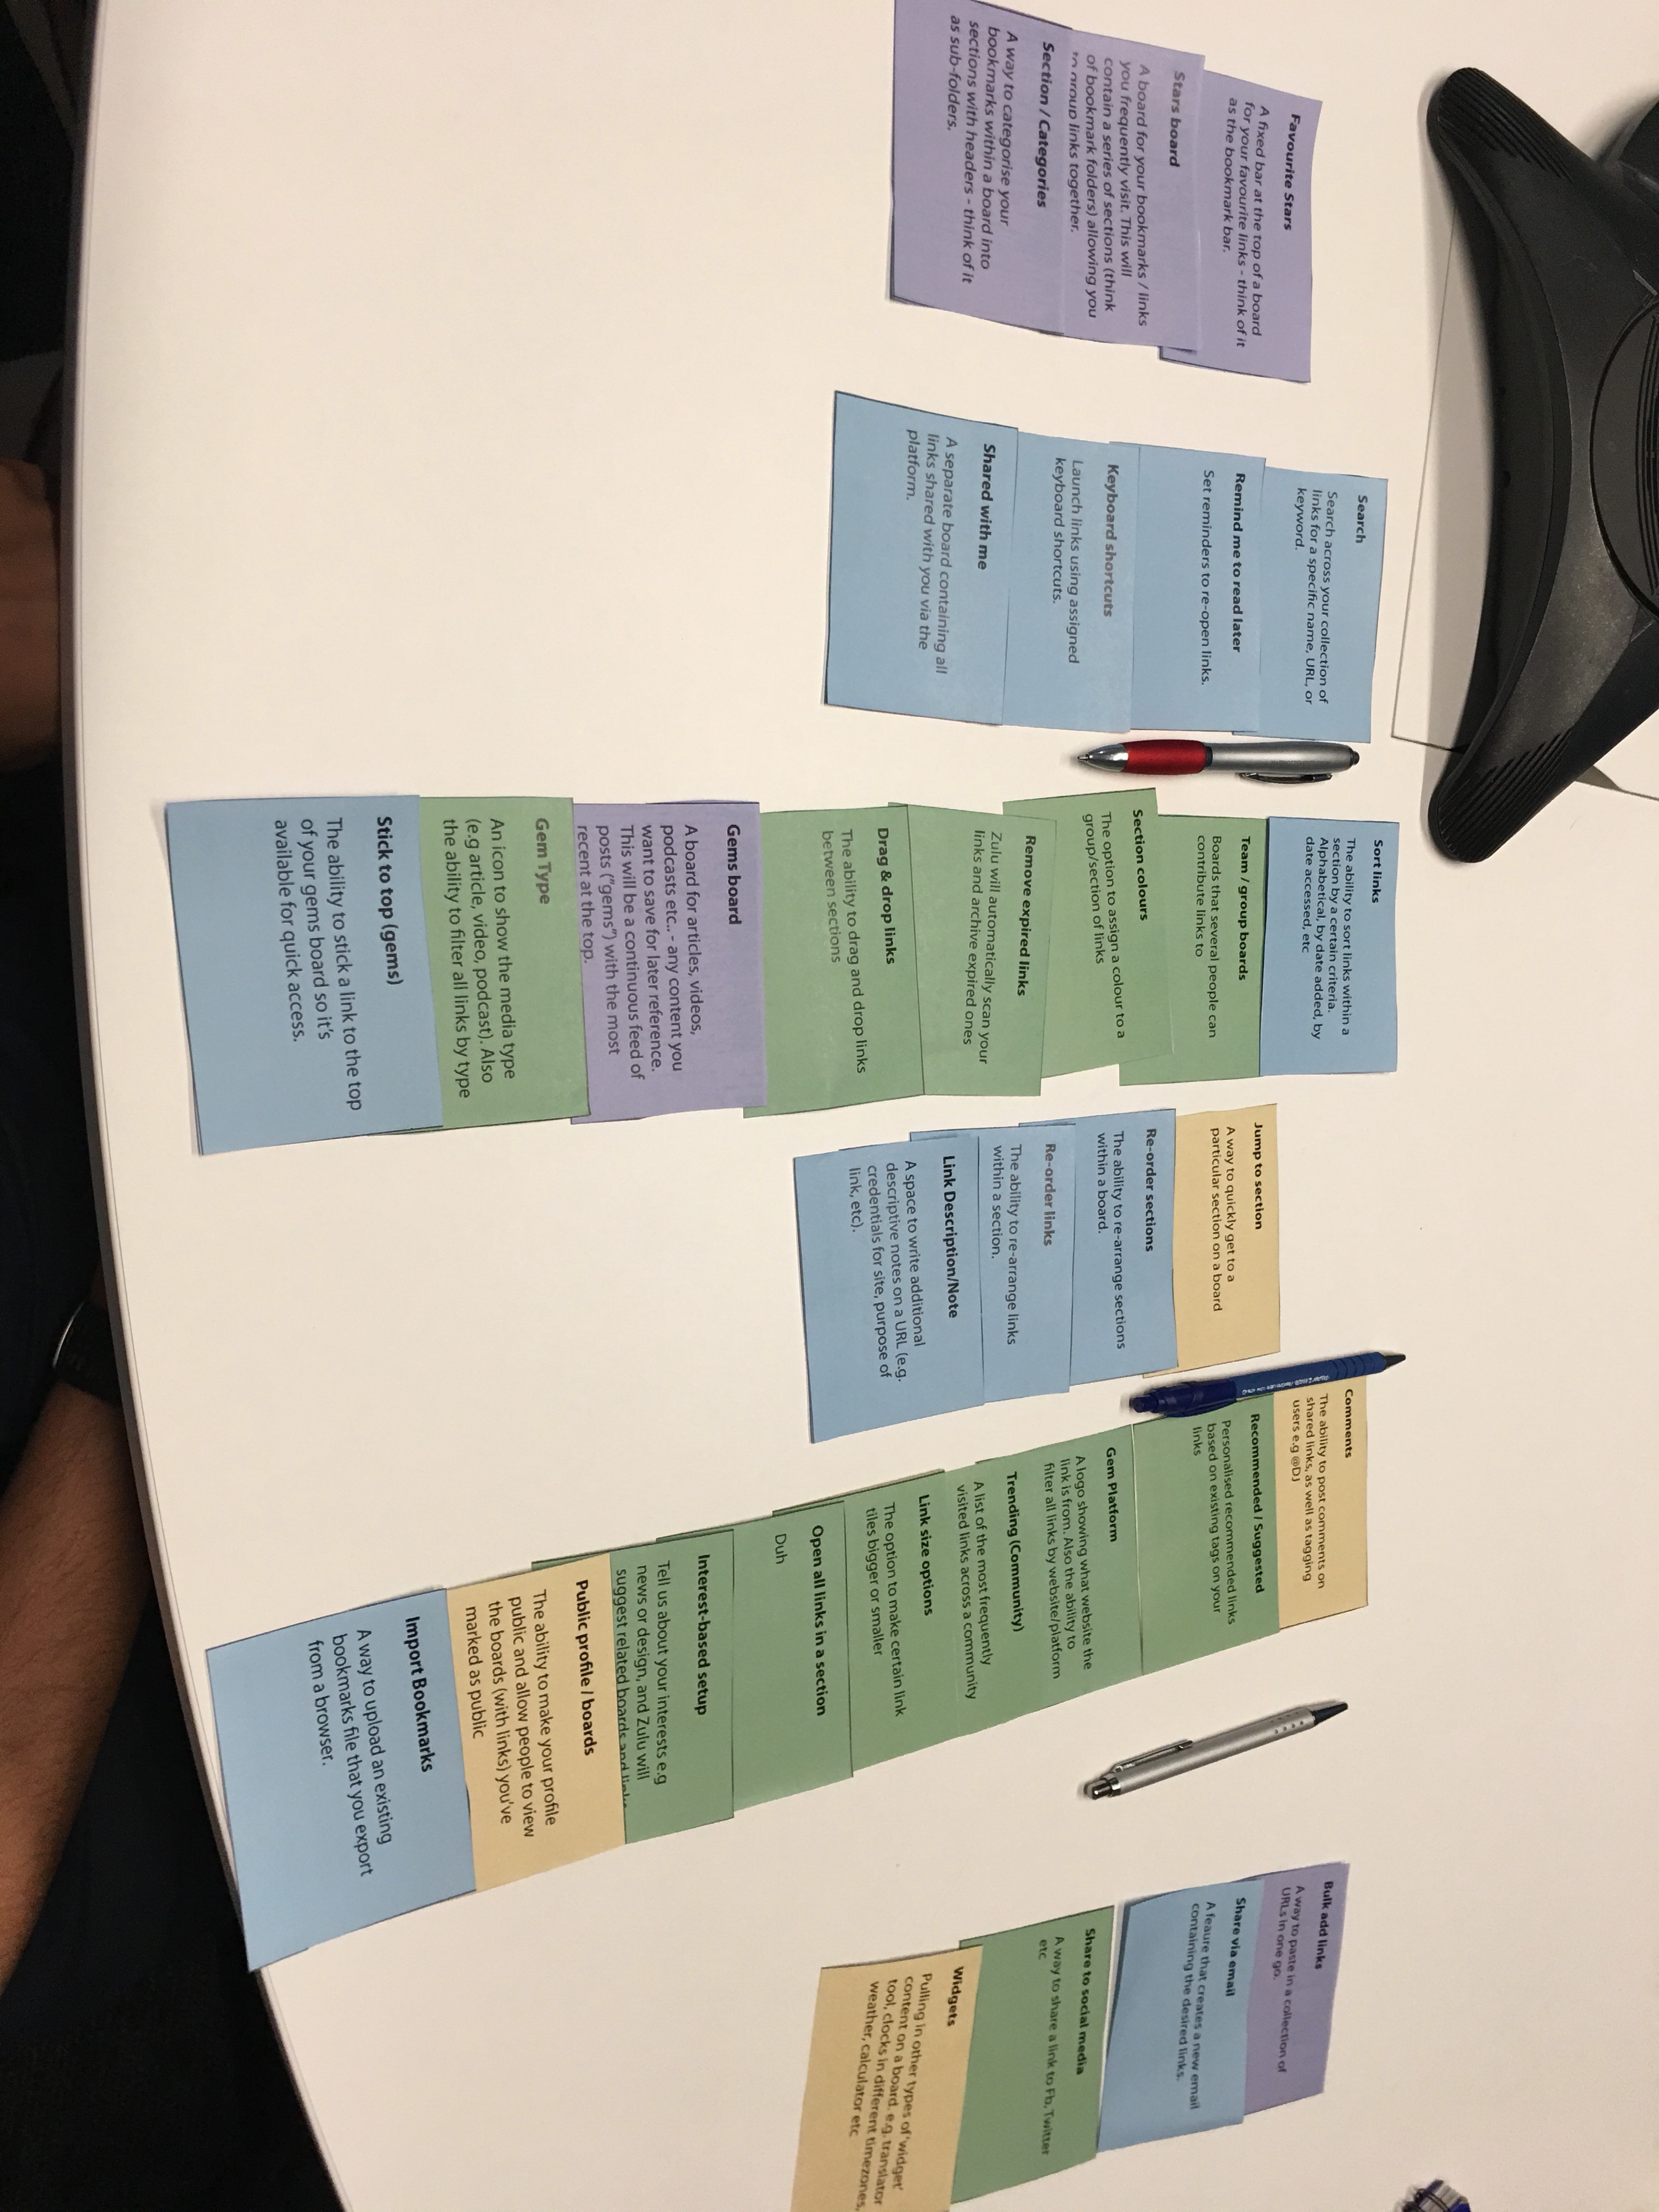 Favourite Stars
A fixed bar at the top of a board
for your favourite links - think of it
as the bookmark bar.
Stars board
A board for your bookmarks / links
you frequently visit. This will
contain a series of sections (think
of bookmark folders) allowing you
to group links together.
Section / Categories
A way to categorise your
bookmarks within a board into
sections with headers - think of it
as sub-folders.
Search
Search across your collection of
links for a specific name, URL, or
keyword.
Remind me to read later
Set reminders to re-open links.
Keyboard shortcuts
Launch links using assigned
keyboard shortcuts.
Shared with me
A separate board containing all
links shared with you via the
platform.
Sort links
The ability to sort links within a
section by a certain criteria.
Alphabetical, by date added, by
date accessed, etc
Team / group boards
Boards that several people can
contribute links to
Section colours
The option to assign a colour to a
group/section of links
Remove expired links
Zulu will automatically scan your
links and archive expired ones
Drag & drop links
The ability to drag and drop links
between sections
Gems board
A board for articles, videos,
podcasts etc... - any content you
want to save for later reference.
This will be a continuous feed of
posts ("gems") with the most
recent at the top.
Gem Type
An icon to show the media type
(e.g article, video, podcast). Also
the ability to filter all links by type
Stick to top (gems)
The ability to stick a link to the top
of your gems board so it's
available for quick access.
Jump to section
A way to quickly get to a
particular section on a board
Re-order sections
The ability to re-arrange sections
within a board.
Re-order links
The ability to re-arrange links
within a section.
Link Description/Note
A space to write additional
descriptive notes on a URL (e.g.
credentials for site, purpose of
link, etc).
Comments
The ability to post comments on
shared links, as well as tagging
users e.g @DJ
Recommended / Suggested
Personalised recommended links
based on existing tags on your
links
Gem Platform
A logo showing what website the
link is from. Also the ability to
filter all links by website/platform
Trending (Community)
A list of the most frequently
visited links across a community
Link size options
The option to make certain link
tiles bigger or smaller
Open all links in a section
Duh
Interest-based setup
Tell us about your interests e.g
news or design, and Zulu will
suggest related boards and links
Public profile / boards
The ability to make your profile
public and allow people to view
the boards (with links) you've
marked as public
Import Bookmarks
A way to upload an existing
bookmarks file that you export
from a browser.
Bulk add links
A way to paste in a collection of
URLs in one go.
Share via email
A feaure that creates a new email
containing the desired links.
Share to social media
A way to share a link to Fb, Twitter
etc
Widgets
Pulling in other types of 'widget'
content on a board. e.g. translator
tool, clocks in different timezones,
weather, calculator etc